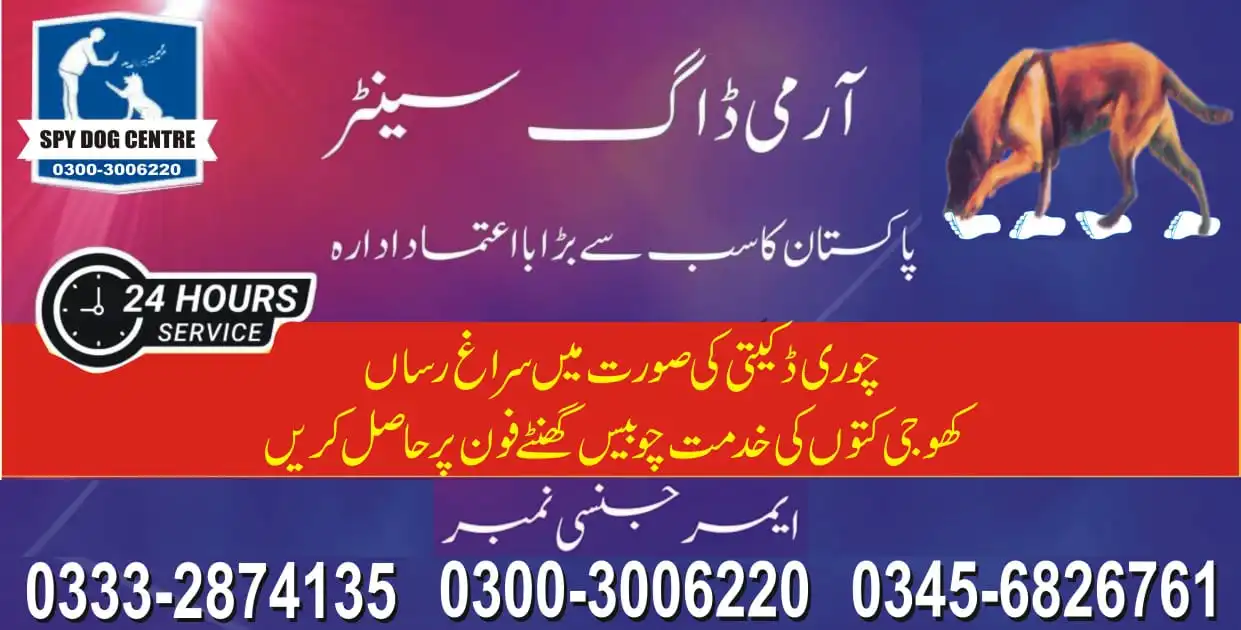 SPY DOG CENTRE
0300-3006220
آرمی ڈاگ سینٹر
پاکستان کا سب سے بڑا بااعتماد ادارہ
24 HOURS
SERVICE
چوری ڈکیتی کی صورت میں سراغ رساں
کھوجی کتوں کی خدمت چوبیس گھنٹے فون پر حاصل کریں
ایمرجنسی نمبر
0333-2874135 0300-3006220 0345-6826761